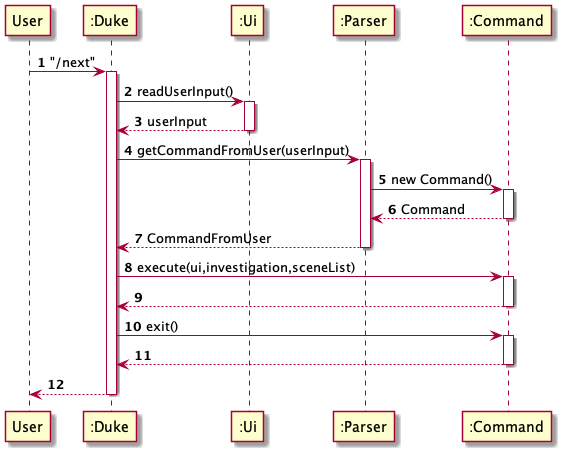 User :Duke :Ui :Parser :Command
1 "/next"
2 readUserInput()
3 userInput
4 getCommandFromUser(userInput)
5 new Command()
6 Command
7 CommandFromUser
8 execute(ui,investigation,sceneList)
9
10 exit()
11
12
User :Duke :Ui :Parser :Command